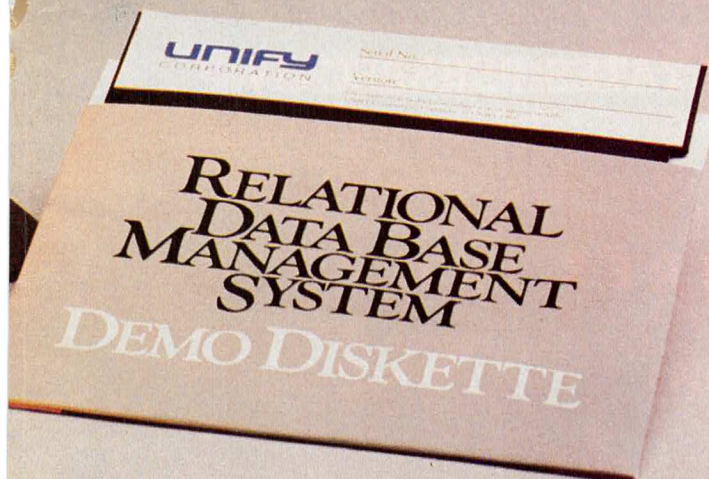 UNIFY
CORPORATION
Serial No.
Version
RELATIONAL
DATA BASE
MANAGEMENT
SYSTEM
DEMO DISKETTE